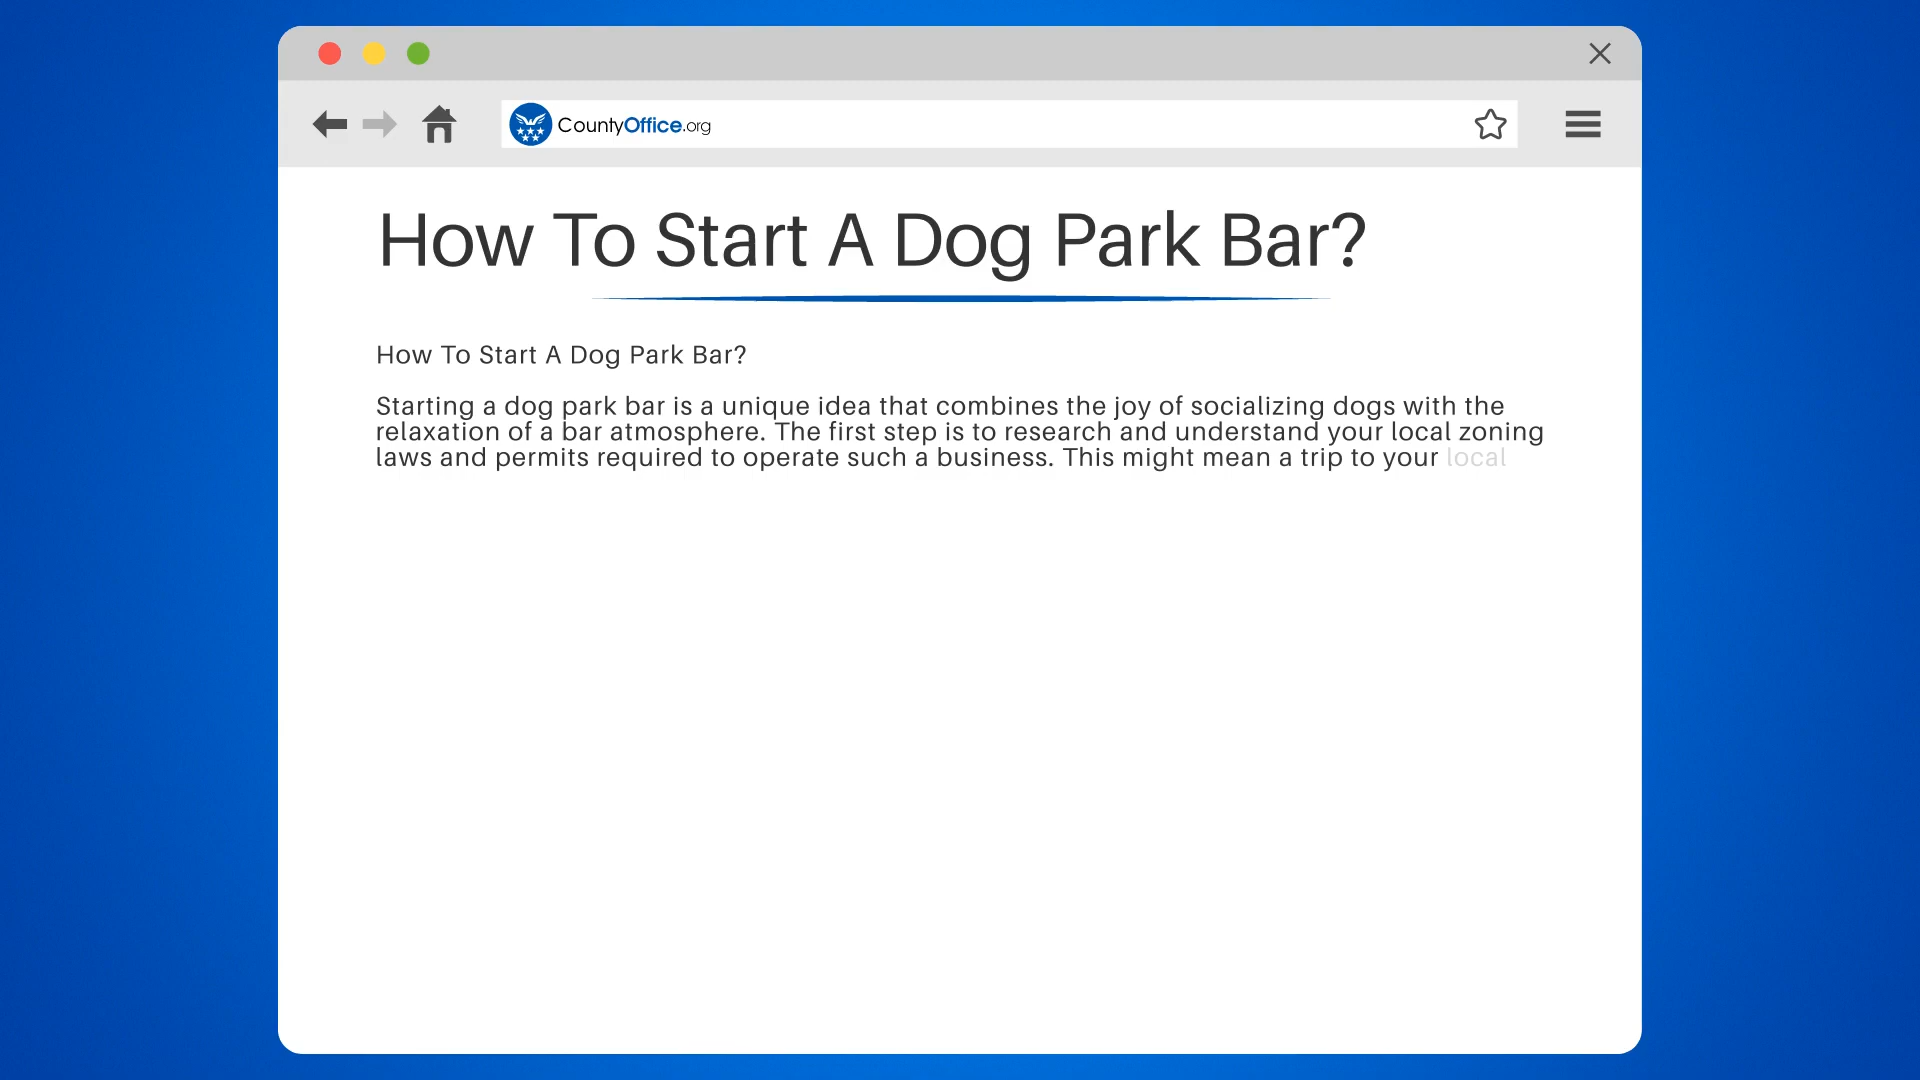 CountyOffice.org
How To Start A Dog Park Bar?
How To Start A Dog Park Bar?
Starting a dog park bar is a unique idea that combines the joy of socializing dogs with the
relaxation of a bar atmosphere. The first step is to research and understand your local zoning
laws and permits required to operate such a business. This might mean a trip to your local